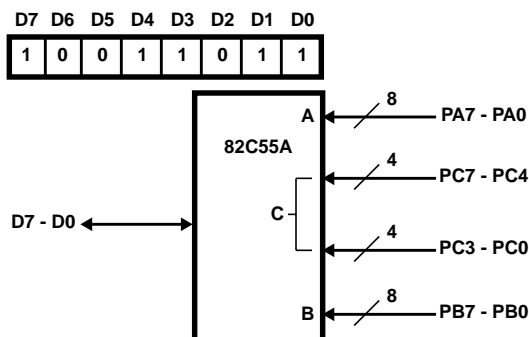 D7 D6 D5 D4 D3 D2 D1 D0
1 0 0 1 1 0 1 1
A
8
PA7 - PA0
82C55A
4
PC7 - PC4
C
D7 - D0
4
PC3 - PC0
B
8
PB7 - PB0